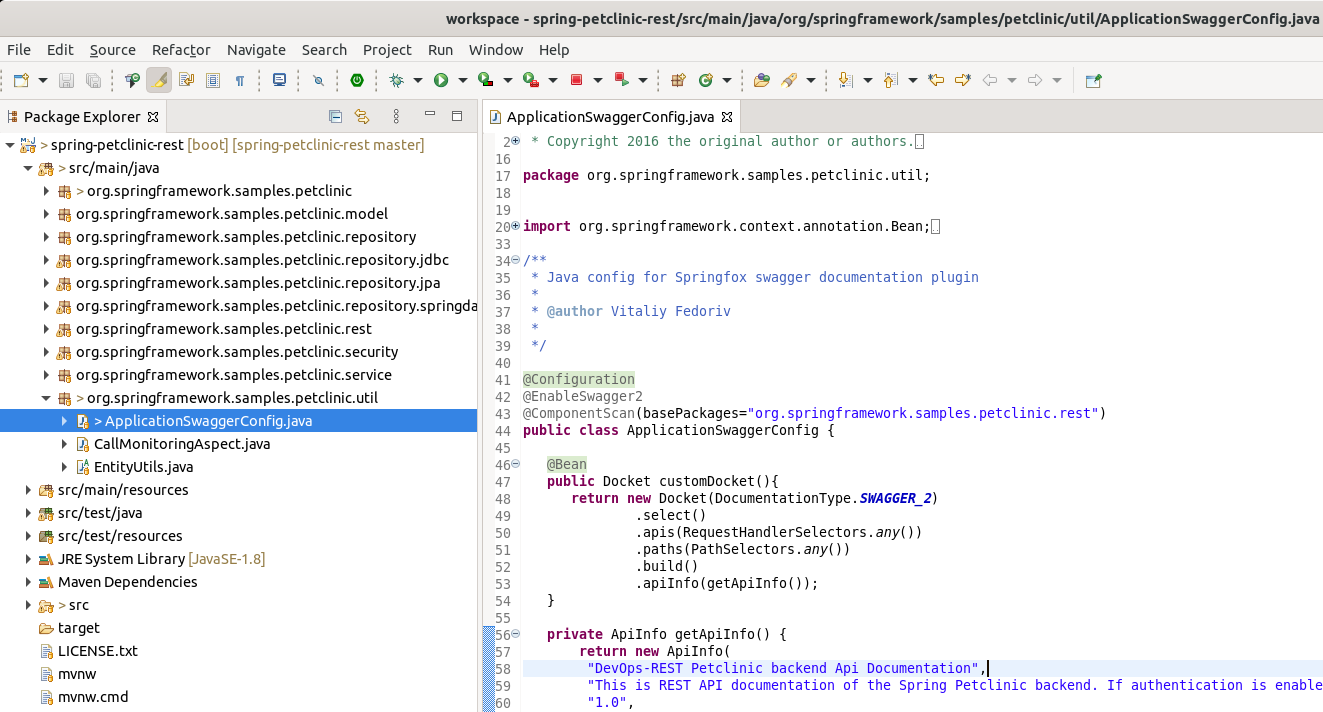 workspace - spring-petclinic-rest/src/main/java/org/springframework/samples/petclinic/util/ApplicationSwaggerConfig.java
File Edit Source Refactor Navigate Search Project Run Window Help
Package Explorer
> spring-petclinic-rest [boot] [spring-petclinic-rest master]
> src/main/java
> org.springframework.samples.petclinic
org.springframework.samples.petclinic.model
org.springframework.samples.petclinic.repository
org.springframework.samples.petclinic.repository.jdbc
org.springframework.samples.petclinic.repository.jpa
org.springframework.samples.petclinic.repository.springda
org.springframework.samples.petclinic.rest
org.springframework.samples.petclinic.security
org.springframework.samples.petclinic.service
> org.springframework.samples.petclinic.util
> ApplicationSwaggerConfig.java
CallMonitoringAspect.java
EntityUtils.java
src/main/resources
src/test/java
src/test/resources
JRE System Library [JavaSE-1.8]
Maven Dependencies
> src
target
LICENSE.txt
mvnw
mvnw.cmd
ApplicationSwaggerConfig.java
2 * Copyright 2016 the original author or authors.
16
17 package org.springframework.samples.petclinic.util;
18
19
20 import org.springframework.context.annotation.Bean;
33
34 /**
35 * Java config for Springfox swagger documentation plugin
36 *
37 * @author Vitaliy Fedoriv
38 *
39 */
40
41 @Configuration
42 @EnableSwagger2
43 @ComponentScan(basePackages="org.springframework.samples.petclinic.rest")
44 public class ApplicationSwaggerConfig {
45
46 @Bean
47 public Docket customDocket(){
48 return new Docket(DocumentationType.SWAGGER_2)
49 .select()
50 .apis(RequestHandlerSelectors.any())
51 .paths(PathSelectors.any())
52 .build()
53 .apiInfo(getApiInfo());
54 }
55
56 private ApiInfo getApiInfo() {
57 return new ApiInfo(
58 "DevOps-REST Petclinic backend Api Documentation",
59 "This is REST API documentation of the Spring Petclinic backend. If authentication is enable
60 "1.0",